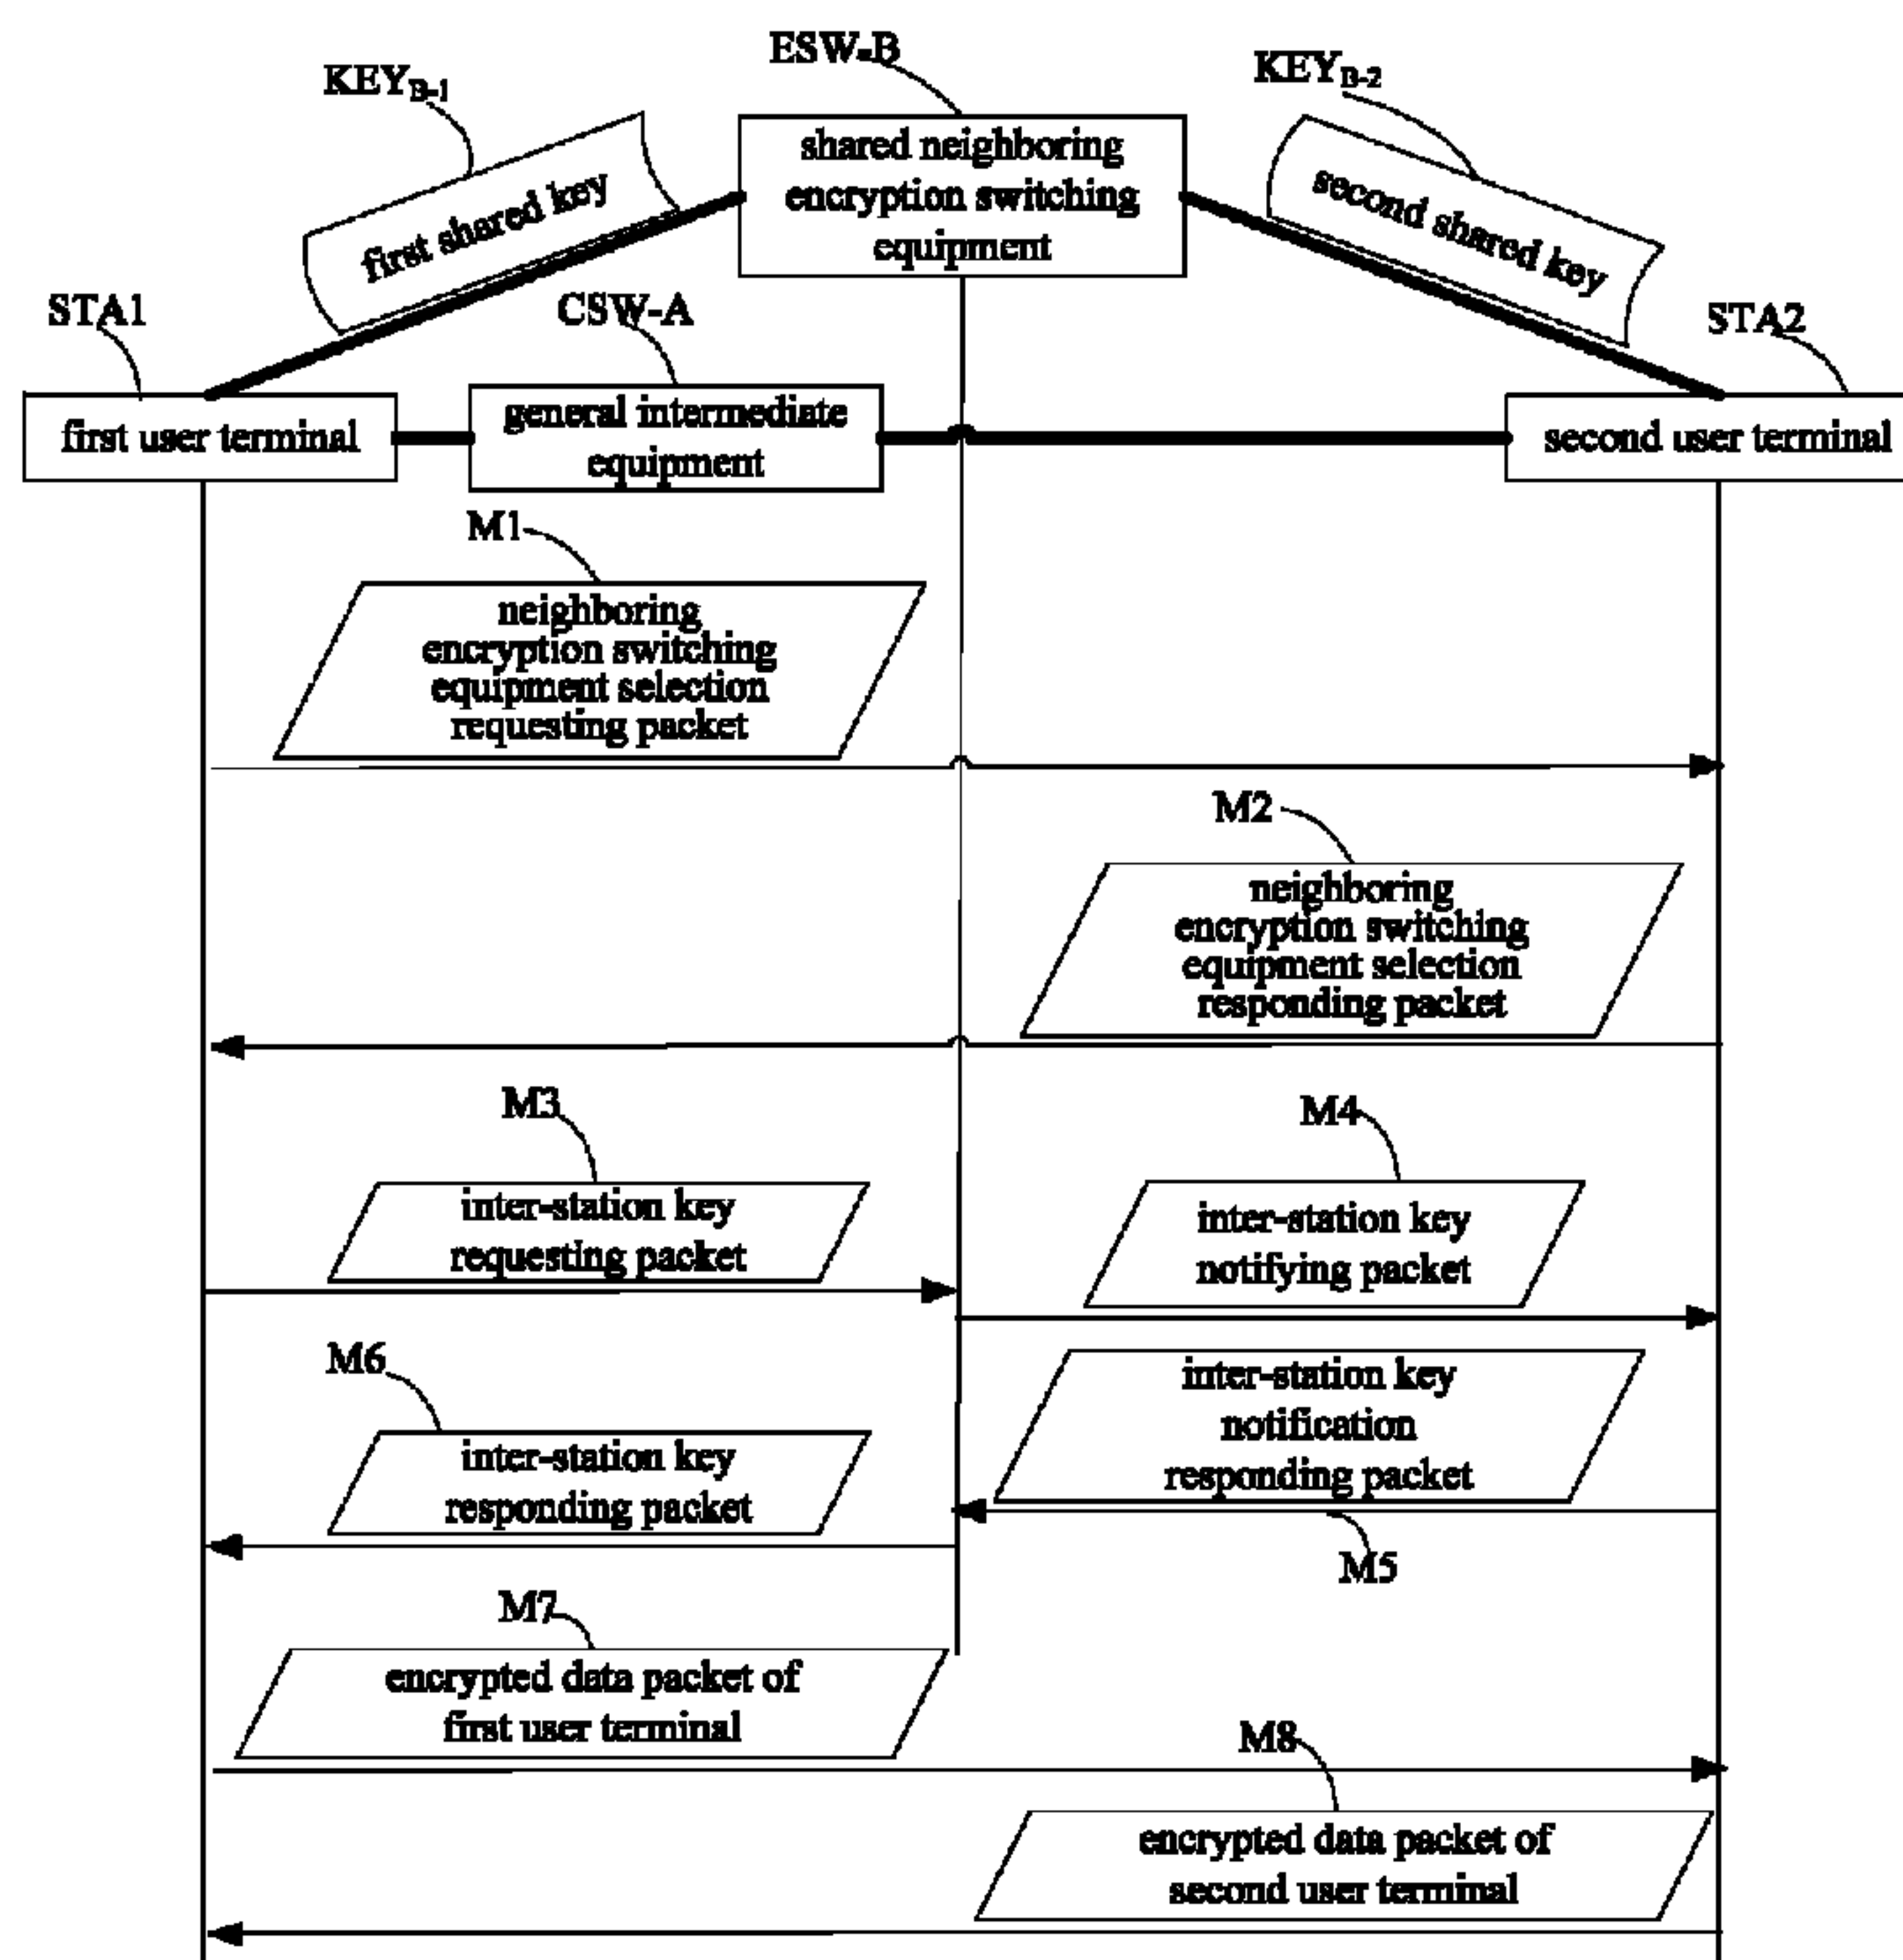 ESW-B
KEY_B-1
KEY_B-2
shared neighboring
encryption switching
equipment
first shared key
second shared key
STA1
CSW-A
STA2
first user terminal
general intermediate
equipment
second user terminal
M1
neighboring
encryption switching
equipment selection
requesting packet
M2
neighboring
encryption switching
equipment selection
responding packet
M3
M4
inter-station key
requesting packet
inter-station key
notifying packet
M6
inter-station key
notification
responding packet
inter-station key
responding packet
M5
M7
encrypted data packet of
first user terminal
M8
encrypted data packet of
second user terminal